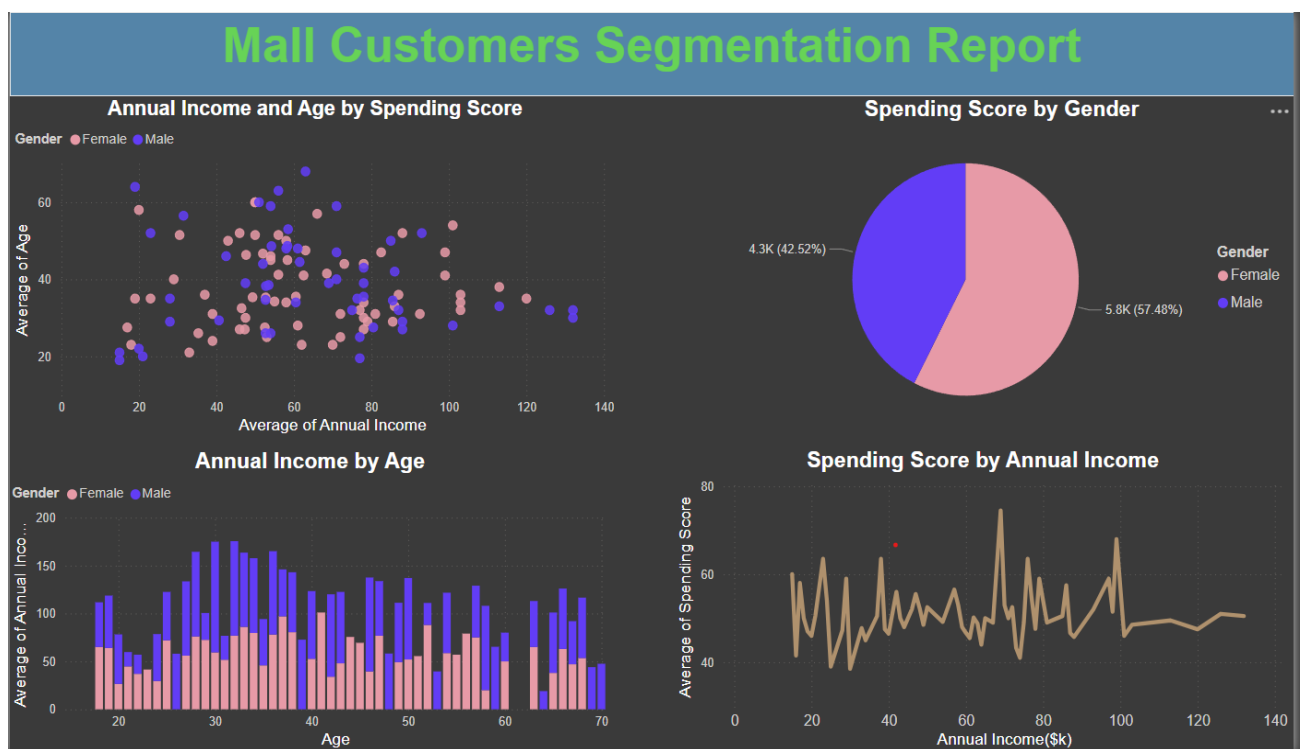 Mall Customers Segmentation Report
Annual Income and Age by Spending Score
Gender Female Male
Average of Age
60
40
20
0 20 40 60 80 100 120 140
Average of Annual Income
Spending Score by Gender
...
4.3K (42.52%)
5.8K (57.48%)
Gender
Female
Male
Annual Income by Age
Gender Female Male
Average of Annual Inco...
200
150
100
50
0
20 30 40 50 60 70
Age
Spending Score by Annual Income
Average of Spending Score
80
60
40
0 20 40 60 80 100 120 140
Annual Income($k)